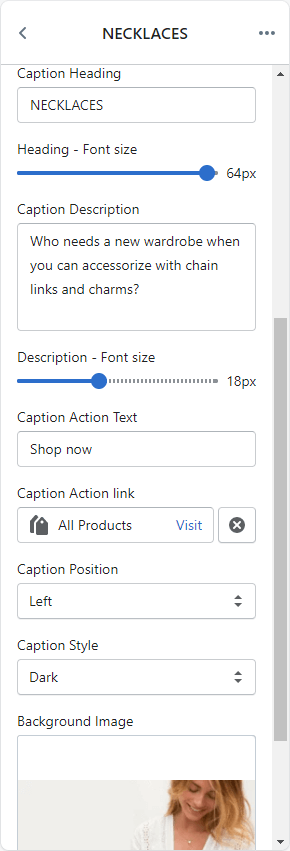 NECKLACES
Caption Heading
NECKLACES
Heading - Font size
64px
Caption Description
Who needs a new wardrobe when
you can accessorize with chain
links and charms?
Description - Font size
18px
Caption Action Text
Shop now
Caption Action link
All Products Visit
Caption Position
Left
Caption Style
Dark
Background Image